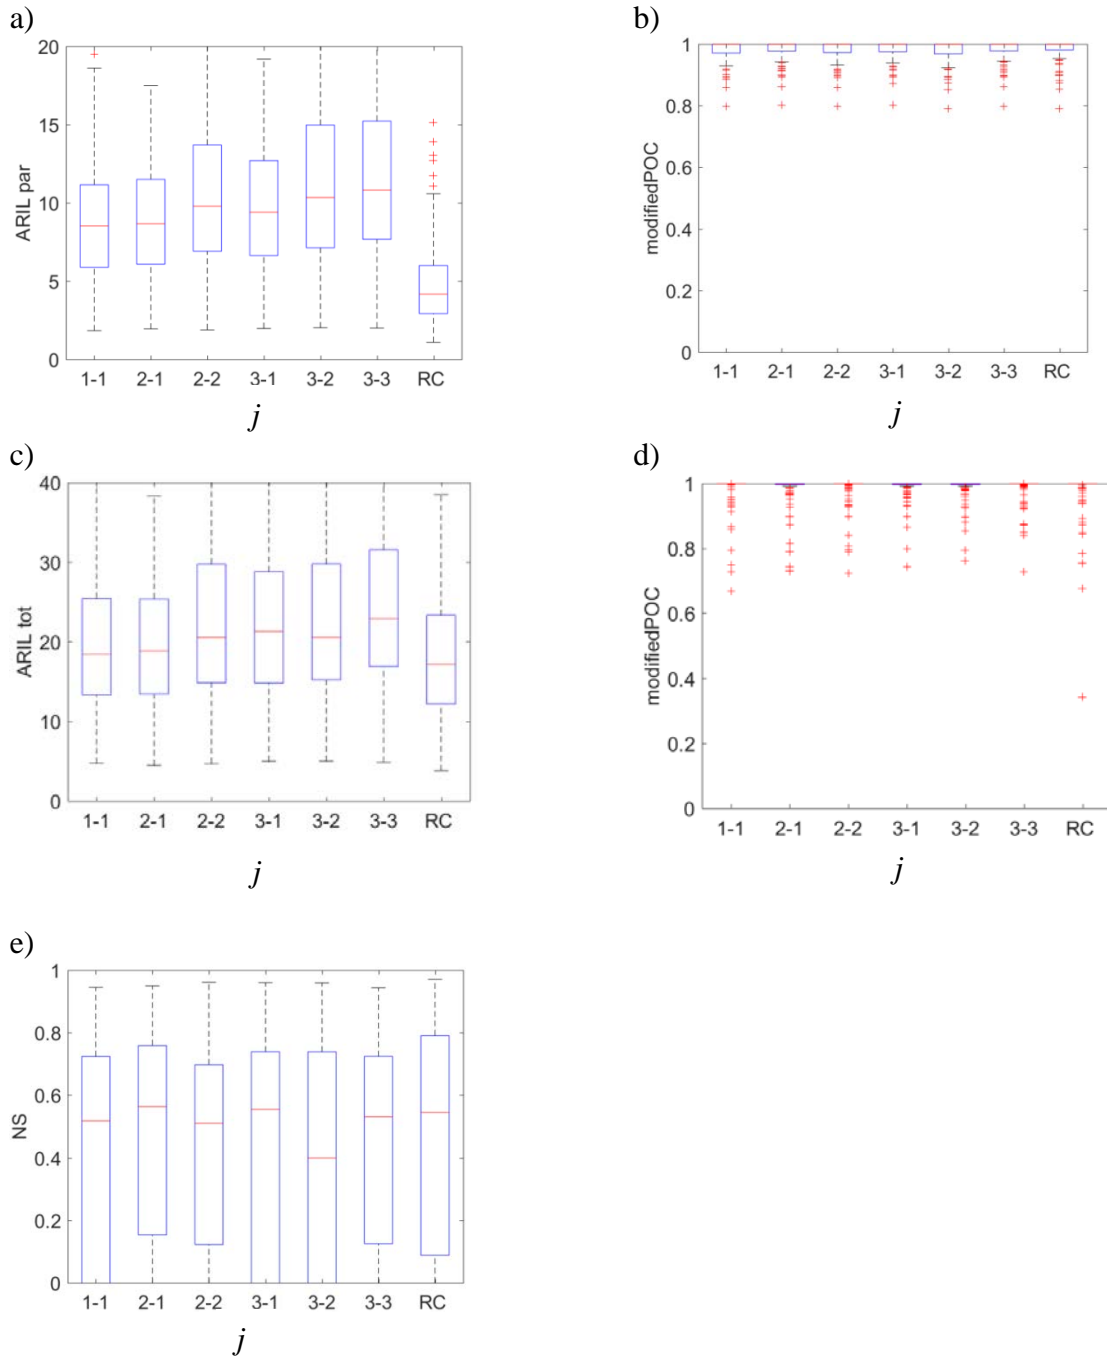 a)
20
15
10
5
0
ARIL par
1-1 2-1 2-2 3-1 3-2 3-3 RC
j
b)
1
0.8
0.6
0.4
0.2
0
modifiedPOC
1-1 2-1 2-2 3-1 3-2 3-3 RC
j
c)
40
30
20
10
0
ARIL tot
1-1 2-1 2-2 3-1 3-2 3-3 RC
j
d)
1
0.8
0.6
0.4
0.2
0
modifiedPOC
1-1 2-1 2-2 3-1 3-2 3-3 RC
j
e)
1
0.8
0.6
0.4
0.2
0
NS
1-1 2-1 2-2 3-1 3-2 3-3 RC
j